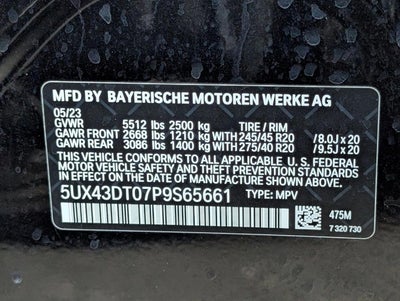 MFD BY BAYERISCHE MOTOREN WERKE AG
05/23
GVWR 5512 lbs 2500 kg TIRE / RIM
GAWR FRONT 2668 lbs 1210 kg WITH 245/45 R20 /8.0J x 20
GAWR REAR 3086 lbs 1400 kg WITH 275/40 R20 /9.5J x 20
THIS VEHICLE CONFORMS TO ALL APPLICABLE U.S. FEDERAL
MOTOR VEHICLE SAFETY AND THEFT PREVENTION STANDARDS
IN EFFECT ON THE DATE OF MANUFACTURE SHOWN ABOVE.
5UX43DT07P9S65661 TYPE: MPV
475M
7 320 730